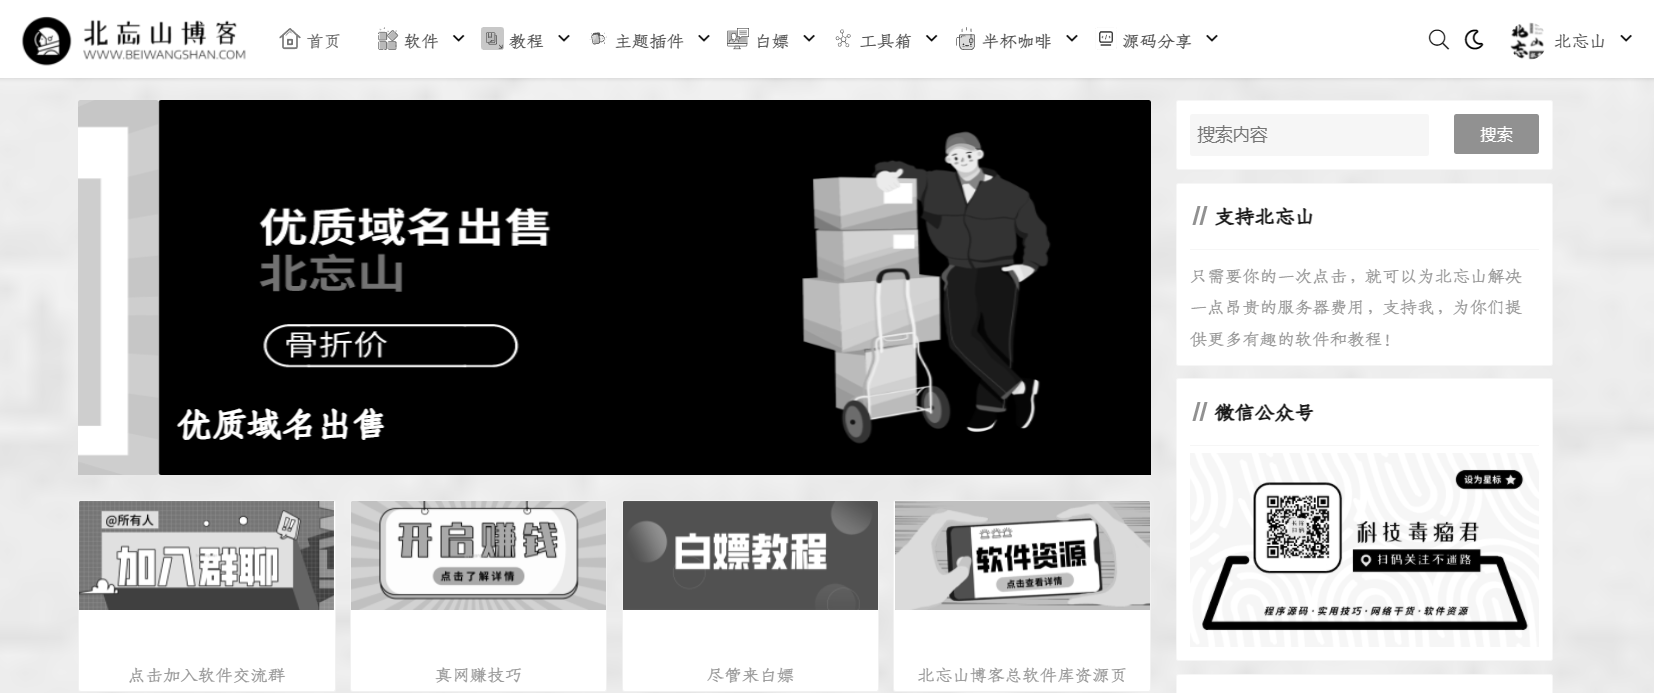 北忘山博客
WWW.BEIWANGSHAN.COM
首页
软件
教程
主题插件
白嫖
工具箱
半杯咖啡
源码分享
北忘山
北忘山
优质域名出售
北忘山
骨折价
优质域名出售
搜索内容
搜索
// 支持北忘山
只需要你的一次点击，就可以为北忘山解决
一点昂贵的服务器费用，支持我，为你们提
供更多有趣的软件和教程！
// 微信公众号
设为星标
科技毒瘤君
扫码关注不迷路
程序源码·实用技巧·网络干货·软件资源
@所有人
加入群聊
点击加入软件交流群
开启赚钱
点击了解详情
真网赚技巧
白嫖教程
尽管来白嫖
软件资源
点击查看详情
北忘山博客总软件库资源页